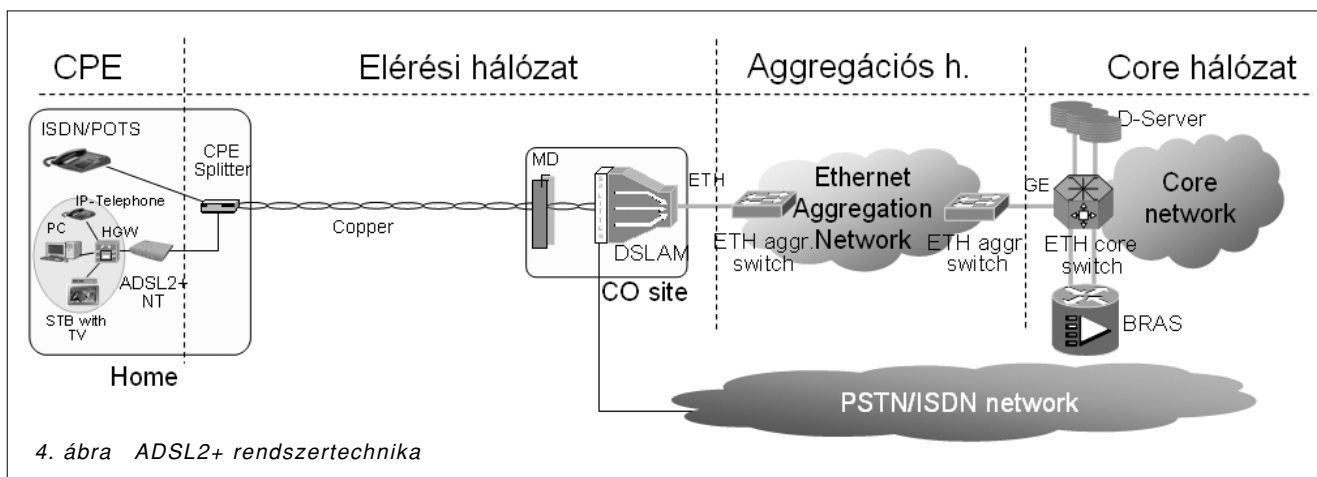 CPE
Elérési hálózat
Aggregációs h.
Core hálózat
ISDN/POTS
CPE
Splitter
IP-Telephone
PC
HGW
ADSL2+
NT
STB with
TV
Home
Copper
MD
SPLITTER
DSLAM
CO site
ETH
Ethernet
Aggregation
Network
ETH aggr.
switch
ETH aggr.
switch
GE
D-Server
Core
network
ETH core
switch
BRAS
PSTN/ISDN network
4. ábra ADSL2+ rendszertechnika